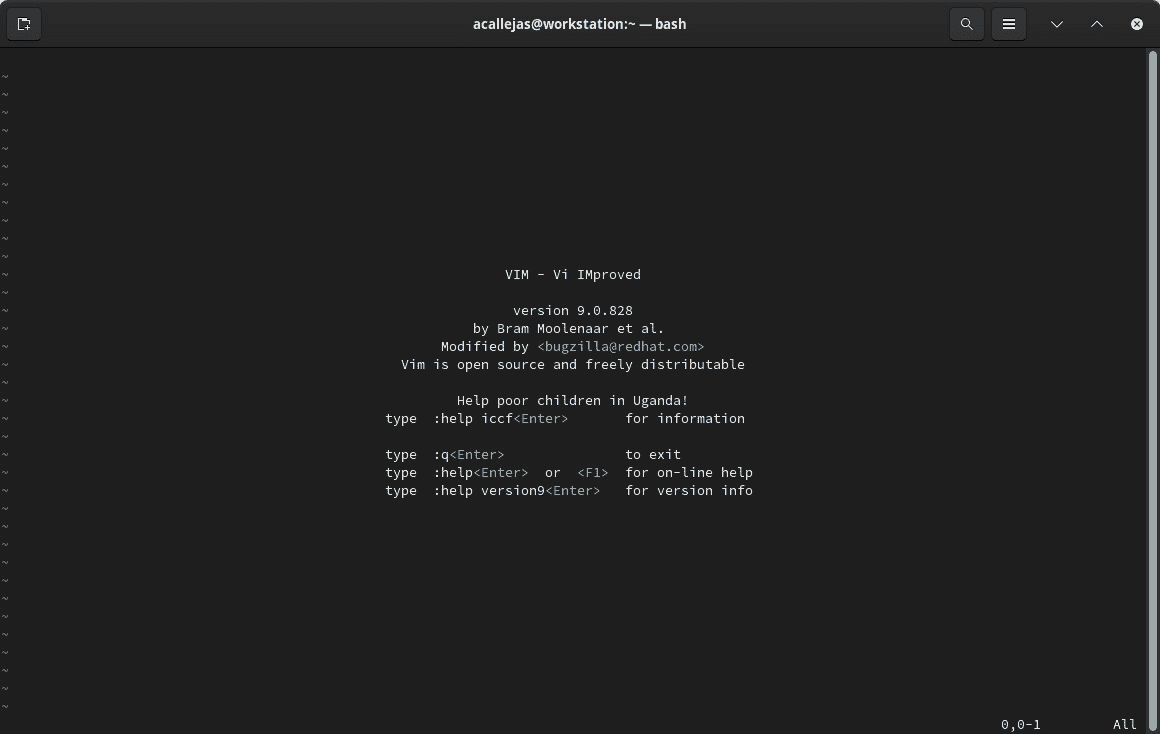 acallejas@workstation:~ — bash
~
~
~
~
~
~
~
~
~
~
~
~ VIM - Vi IMproved
~
~ version 9.0.828
~ by Bram Moolenaar et al.
~ Modified by <bugzilla@redhat.com>
~ Vim is open source and freely distributable
~
~ Help poor children in Uganda!
~ type  :help iccf<Enter>       for information
~
~ type  :q<Enter>               to exit
~ type  :help<Enter>  or  <F1>  for on-line help
~ type  :help version9<Enter>   for version info
~
~
~
~
~
~
~
~
~
~
~
~
0,0-1         All